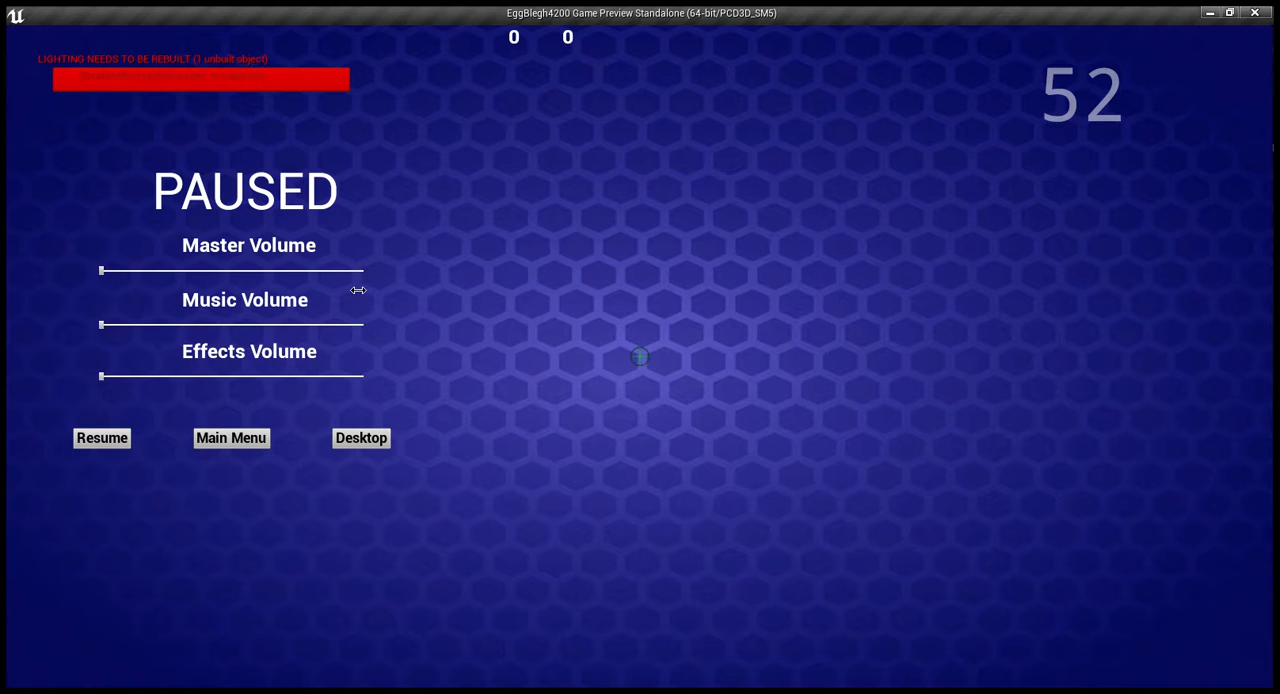 EggBlegh4200 Game Preview Standalone (64-bit/PCD3D_SM5)
0 0
LIGHTING NEEDS TO BE REBUILT (1 unbuilt object)
52
PAUSED
Master Volume
Music Volume
Effects Volume
Resume Main Menu Desktop